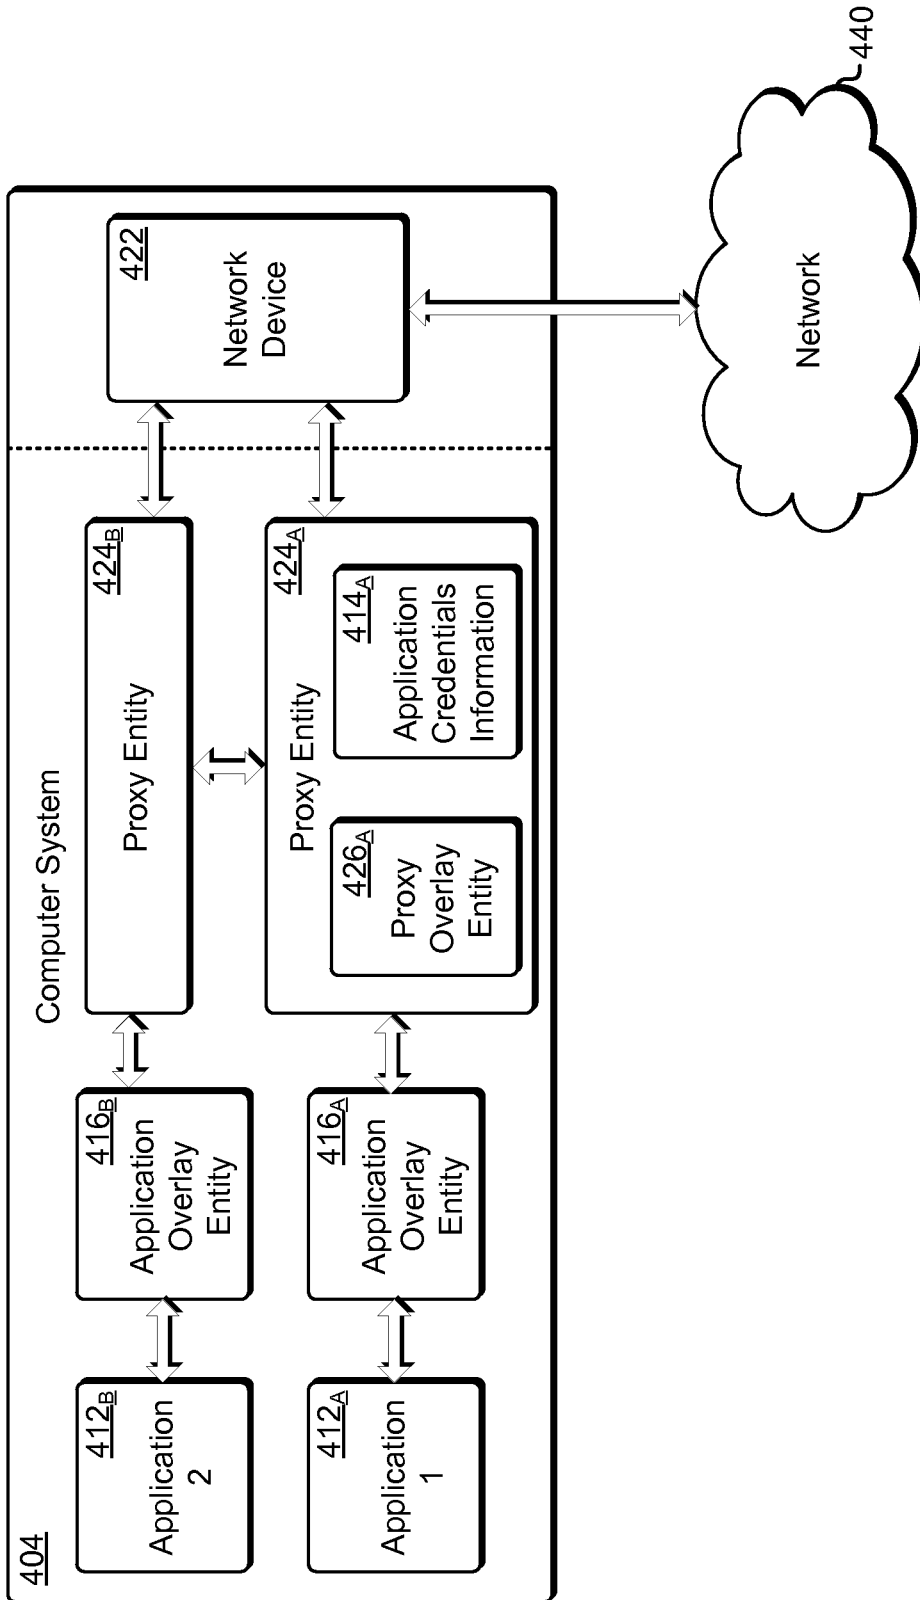 404
Computer System
412B
Application
2
416B
Application
Overlay
Entity
424B
Proxy Entity
422
Network
Device
412A
Application
1
416A
Application
Overlay
Entity
424A
Proxy Entity
426A
Proxy
Overlay
Entity
414A
Application
Credentials
Information
Network
440